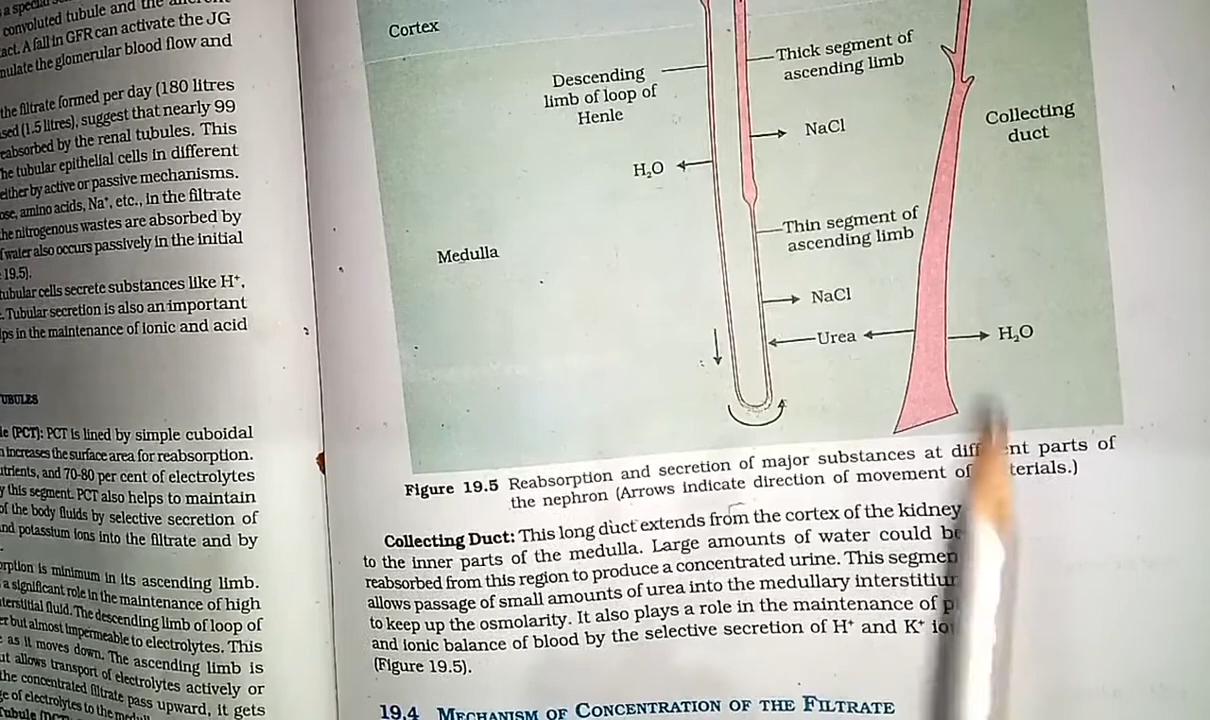 a special
convoluted tubule and the afferent
act. A fall in GFR can activate the JG
mulate the glomerular blood flow and
the filtrate formed per day (180 litres
sed (1.5 litres), suggest that nearly 99
eabsorbed by the renal tubules. This
he tubular epithelial cells in different
either by active or passive mechanisms.
ose, amino acids, Na⁺, etc., in the filtrate
he nitrogenous wastes are absorbed by
f water also occurs passively in the initial
19.5).
tubular cells secrete substances like H⁺,
. Tubular secretion is also an important
lps in the maintenance of ionic and acid
TUBULES
le (PCT): PCT is lined by simple cuboidal
h increases the surface area for reabsorption.
utrients, and 70-80 per cent of electrolytes
y this segment. PCT also helps to maintain
of the body fluids by selective secretion of
nd potassium ions into the filtrate and by
orption is minimum in its ascending limb.
a significant role in the maintenance of high
terstitial fluid. The descending limb of loop of
er but almost impermeable to electrolytes. This
as it moves down. The ascending limb is
ut allows transport of electrolytes actively or
the concentrated filtrate pass upward, it gets
ge of electrolytes to the
Cortex
Thick segment of
ascending limb
Descending
limb of loop of
Henle
Collecting
duct
NaCl
H₂O
Thin segment of
ascending limb
Medulla
NaCl
Urea
H₂O
Figure 19.5 Reabsorption and secretion of major substances at different parts of
the nephron (Arrows indicate direction of movement of materials.)
Collecting Duct: This long duct extends from the cortex of the kidney
to the inner parts of the medulla. Large amounts of water could be
reabsorbed from this region to produce a concentrated urine. This segmen
allows passage of small amounts of urea into the medullary interstitiu
to keep up the osmolarity. It also plays a role in the maintenance of p
and ionic balance of blood by the selective secretion of H⁺ and K⁺ io
(Figure 19.5).
19.4 MECHANISM OF CONCENTRATION OF THE FILTRATE